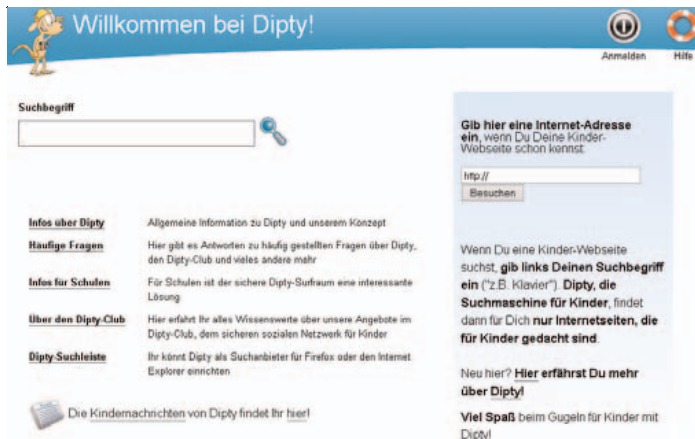 Willkommen bei Dipty!
Anmelden
Hilfe
Suchbegriff
Gib hier eine Internet-Adresse
ein, wenn Du Deine Kinder-
Webseite schon kennst:
http://
Besuchen
Infos über Dipty
Allgemeine Information zu Dipty und unserem Konzept
Häufige Fragen
Hier gibt es Antworten zu häufig gestellten Fragen über Dipty,
den Dipty-Club und vieles andere mehr
Infos für Schulen
Für Schulen ist der sichere Dipty-Surfraum eine interessante
Lösung
Über den Dipty-Club
Hier erfahrt Ihr alles Wissenswerte über unsere Angebote im
Dipty-Club, dem sicheren sozialen Netzwerk für Kinder
Dipty-Suchleiste
Ihr könnt Dipty als Suchanbieter für Firefox oder den Internet
Explorer einrichten
Die Kindernachrichten von Dipty findet Ihr hier!
Wenn Du eine Kinder-Webseite
suchst, gib links Deinen Suchbegriff
ein ("z.B. Klavier"). Dipty, die
Suchmaschine für Kinder, findet
dann für Dich nur Internetseiten, die
für Kinder gedacht sind.
Neu hier? Hier erfährst Du mehr
über Dipty!
Viel Spaß beim Gugeln für Kinder mit
Dipty!